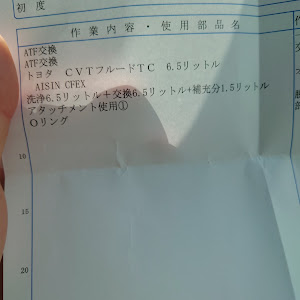 初度
作業内容・使用部品名
ATF交換
ATF交換
トヨタ CVTフルードTC 6.5リットル
AISIN CFEX
洗浄6.5リットル+交換6.5リットル+補充分1.5リットル
アタッチメント使用①
Oリング
10
15
20